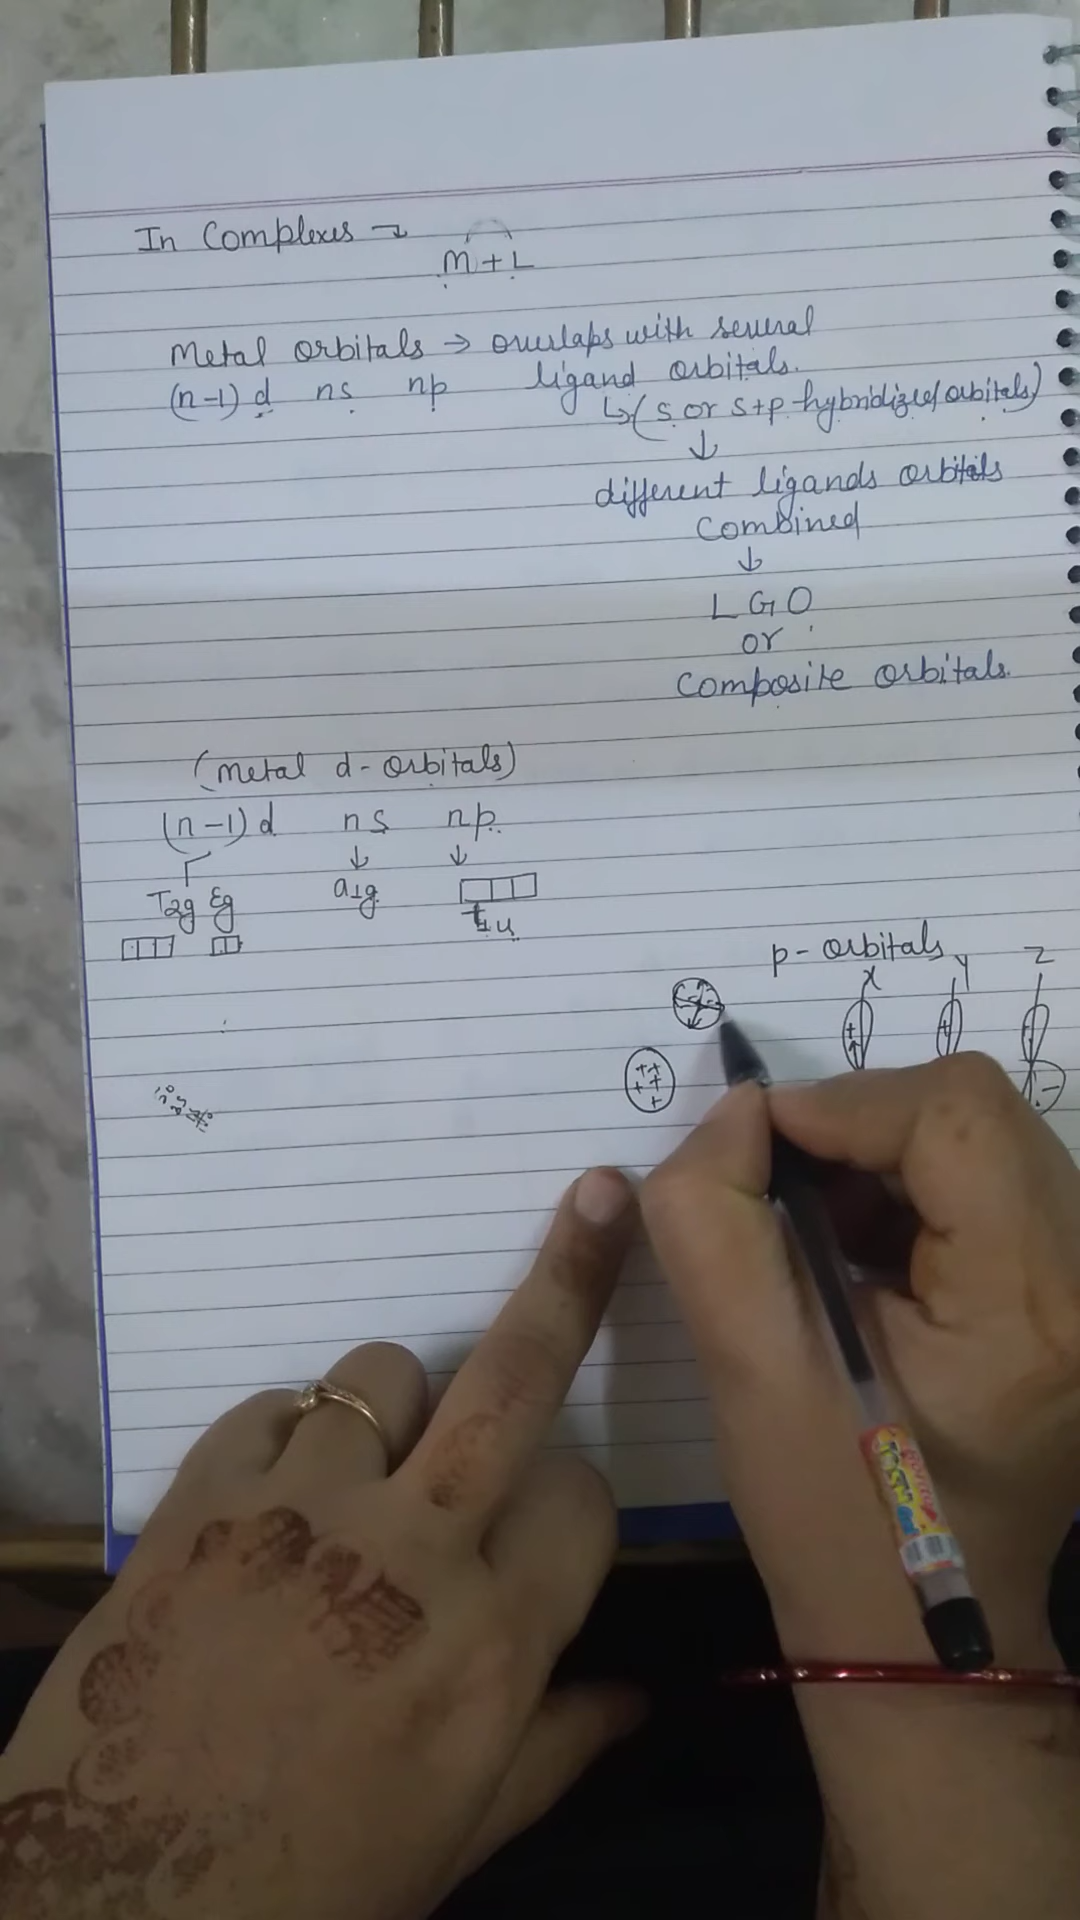 In Complexes →
M + L
Metal orbitals → overlaps with several
ligand orbitals.
(n-1) d ns np
↳ (s or s+p hybridized orbitals)
↓
different ligands orbitals
Combined
↓
L G O
or
Composite orbitals.
(Metal d-orbitals)
(n-1) d ns np
↓ ↓
T2g Eg a1g
t1u
p-orbitals
x y z
+ + -
+ +
+ +
+